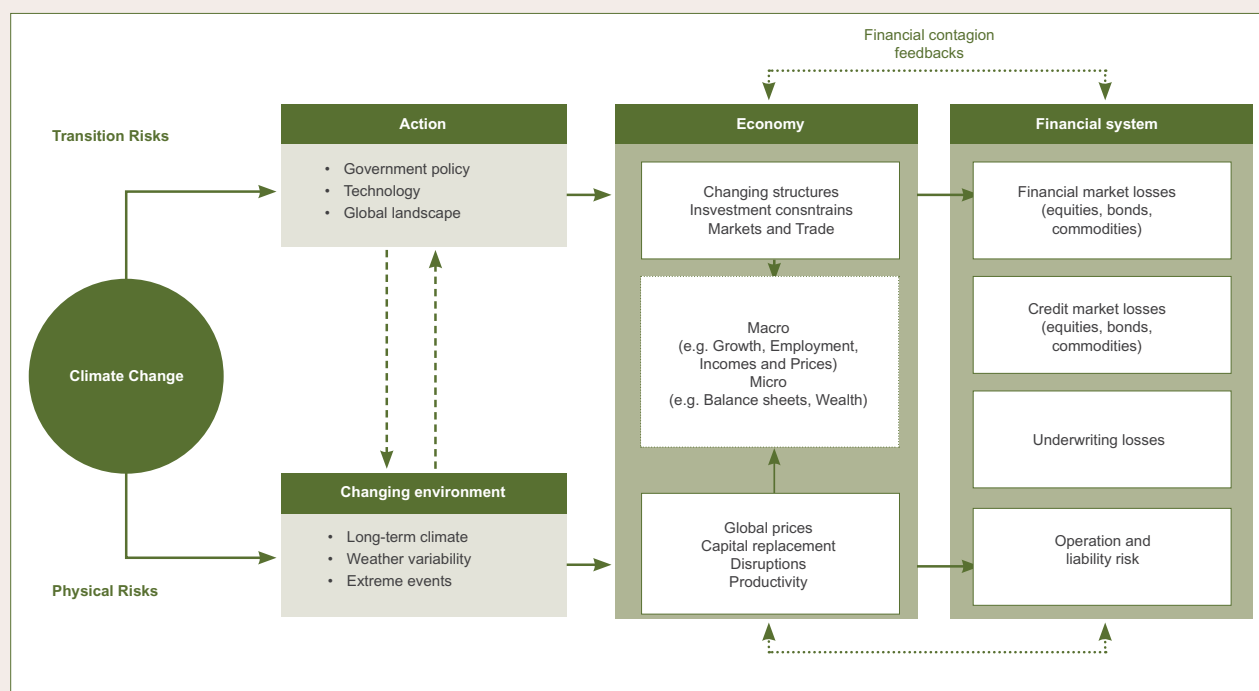 Financial contagion
feedbacks
Transition Risks
Action
• Government policy
• Technology
• Global landscape
Economy
Changing structures
Insvestment consntrains
Markets and Trade
Macro
(e.g. Growth, Employment,
Incomes and Prices)
Micro
(e.g. Balance sheets, Wealth)
Global prices
Capital replacement
Disruptions
Productivity
Financial system
Financial market losses
(equities, bonds,
commodities)
Credit market losses
(equities, bonds,
commodities)
Underwriting losses
Operation and
liability risk
Climate Change
Changing environment
• Long-term climate
• Weather variability
• Extreme events
Physical Risks